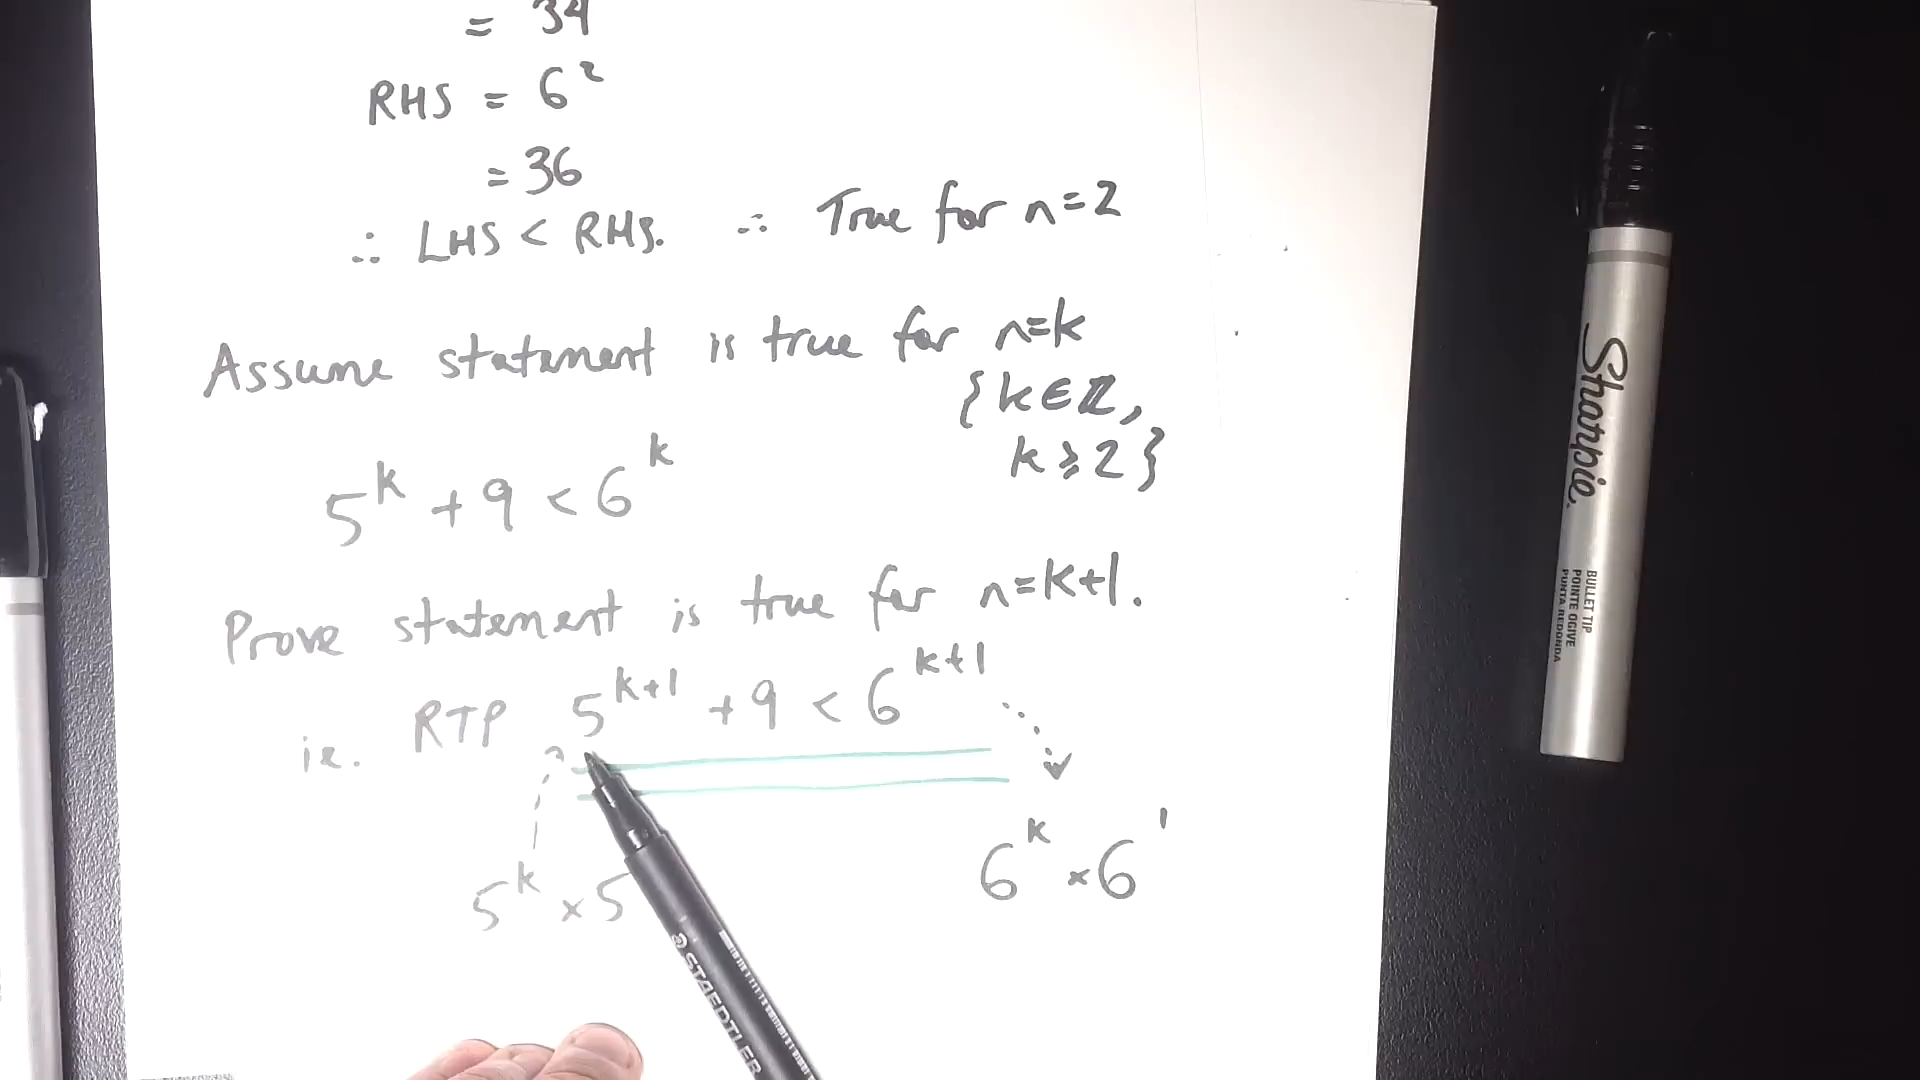 = 34
RHS = 6²
= 36
∴ LHS < RHS. ∴ True for n=2
Assume statement is true for n=k
{k∈ℤ,
k⩾2}
5^k + 9 < 6^k
Prove statement is true for n=k+1.
ie. RTP 5^(k+1) + 9 < 6^(k+1)
5^k × 5
6^k × 6^1
STAEDTLER
Sharpie.
BULLET TIP
POINTE OGIVE
PUNTA REDONDA